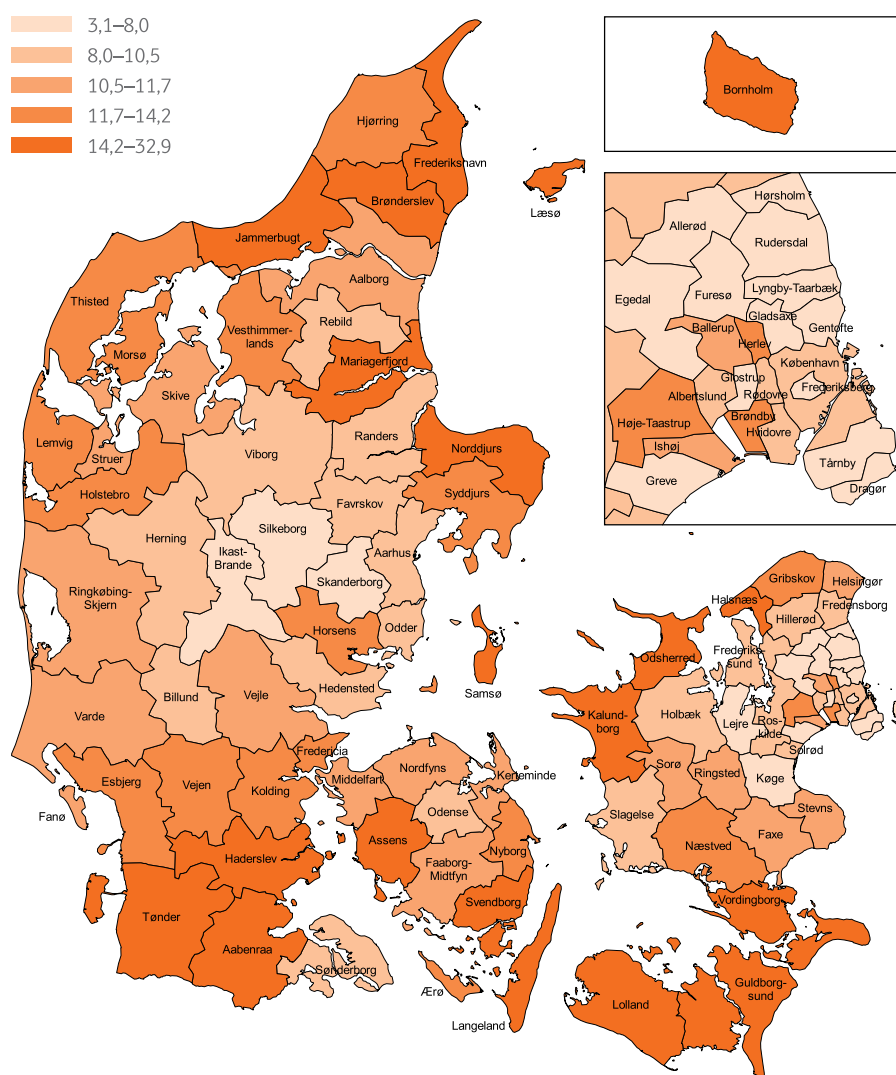 3,1–8,0
8,0–10,5
10,5–11,7
11,7–14,2
14,2–32,9
Bornholm
Hjørring
Frederikshavn
Brønderslev
Læsø
Jammerbugt
Aalborg
Thisted
Vesthimmer-
lands
Rebild
Morsø
Mariagerfjord
Skive
Lemvig
Struer
Viborg
Randers
Norddjurs
Holstebro
Syddjurs
Favrskov
Herning
Silkeborg
Ikast-
Brande
Aarhus
Skanderborg
Ringkøbing-
Skjern
Horsens
Odder
Samsø
Hedensted
Billund
Vejle
Varde
Fredericia
Esbjerg
Vejen
Kolding
Fanø
Haderslev
Tønder
Aabenraa
Sønderborg
Middelfart
Nordfyns
Kerteminde
Odense
Assens
Nyborg
Faaborg-
Midtfyn
Svendborg
Ærø
Langeland
Hørsholm
Allerød
Rudersdal
Egedal
Furesø
Lyngby-Taarbæk
Gladsaxe
Gentofte
Ballerup
Herlev
København
Glostrup
Frederiksberg
Albertslund
Rødovre
Høje-Taastrup
Brøndby
Hvidovre
Ishøj
Tårnby
Greve
Dragør
Gribskov
Helsingør
Halsnæs
Fredensborg
Hillerød
Frederiks-
sund
Odsherred
Kalund-
borg
Holbæk
Lejre
Ros-
kilde
Solrød
Sorø
Ringsted
Køge
Slagelse
Stevns
Næstved
Faxe
Vordingborg
Guldborg-
sund
Lolland